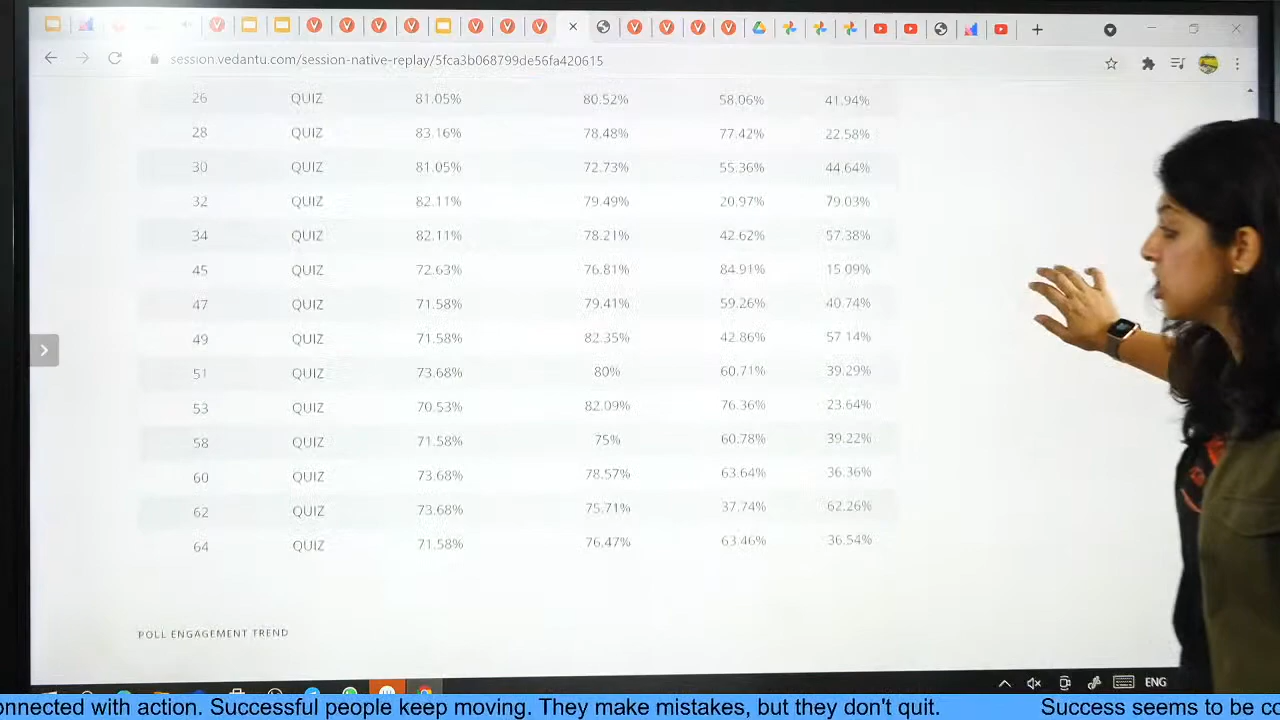 session.vedantu.com/session-native-replay/5fca3b068799de56fa420615
26 QUIZ 81.05% 80.52% 58.06% 41.94%
28 QUIZ 83.16% 78.48% 77.42% 22.58%
30 QUIZ 81.05% 72.73% 55.36% 44.64%
32 QUIZ 82.11% 79.49% 20.97% 79.03%
34 QUIZ 82.11% 78.21% 42.62% 57.38%
45 QUIZ 72.63% 76.81% 84.91% 15.09%
47 QUIZ 71.58% 79.41% 59.26% 40.74%
49 QUIZ 71.58% 82.35% 42.86% 57.14%
51 QUIZ 73.68% 80% 60.71% 39.29%
53 QUIZ 70.53% 82.09% 76.36% 23.64%
58 QUIZ 71.58% 75% 60.78% 39.22%
60 QUIZ 73.68% 78.57% 63.64% 36.36%
62 QUIZ 73.68% 75.71% 37.74% 62.26%
64 QUIZ 71.58% 76.47% 63.46% 36.54%
POLL ENGAGEMENT TREND
ENG
onnected with action. Successful people keep moving. They make mistakes, but they don't quit. Success seems to be co